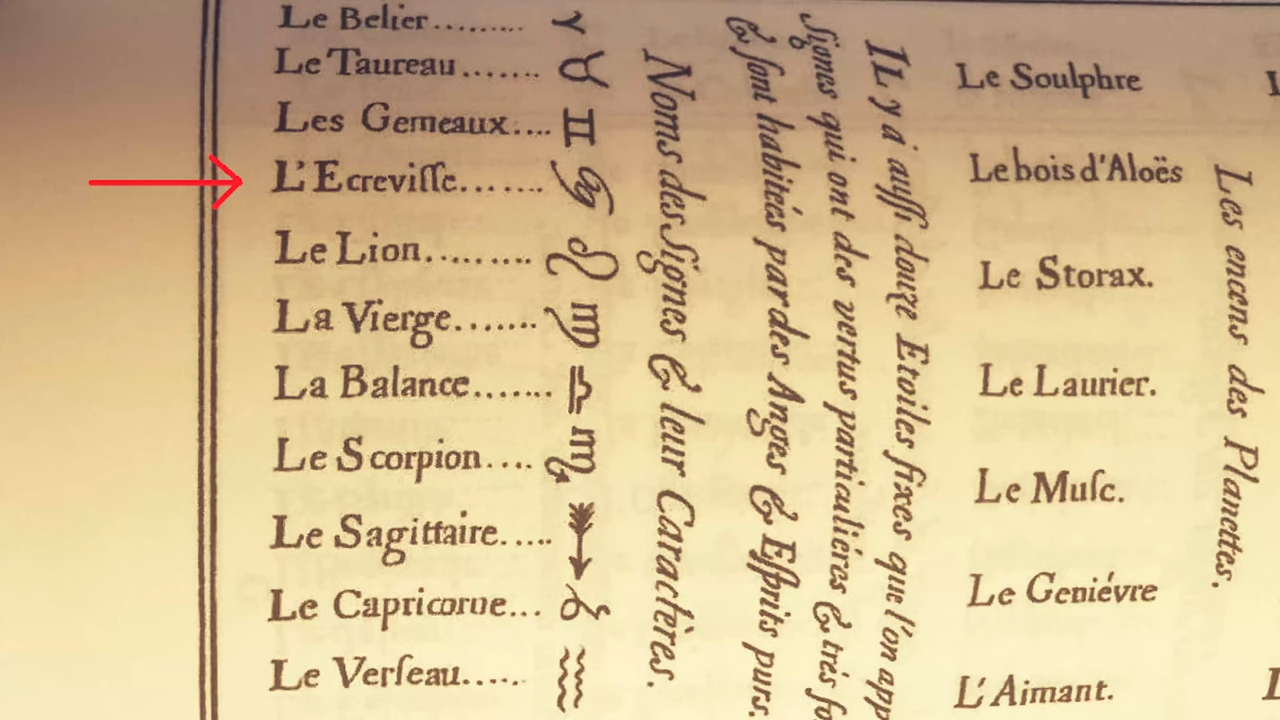 Le Belier......... ♈
Le Taureau....... ♉
Les Gemeaux.... ♊
L'Ecreviſſe....... ♋
Le Lion.......... ♌
La Vierge....... ♍
La Balance....... ♎
Le Scorpion.... ♏
Le Sagittaire..... ♐
Le Capricorne... ♑
Le Verſeau..... ♒
Noms des ſignes & leur Caractères.
Il y a auſſi douze Etoiles fixes que l'on
ſignes qui ont des vertus particuliéres & trés
& ſont habitées par des Anges & Eſprits purs.
Le Soulphre
Le bois d'Aloës
Le Storax.
Le Laurier.
Le Muſc.
Le Geniévre
L'Aimant.
Les encens des Planettes.